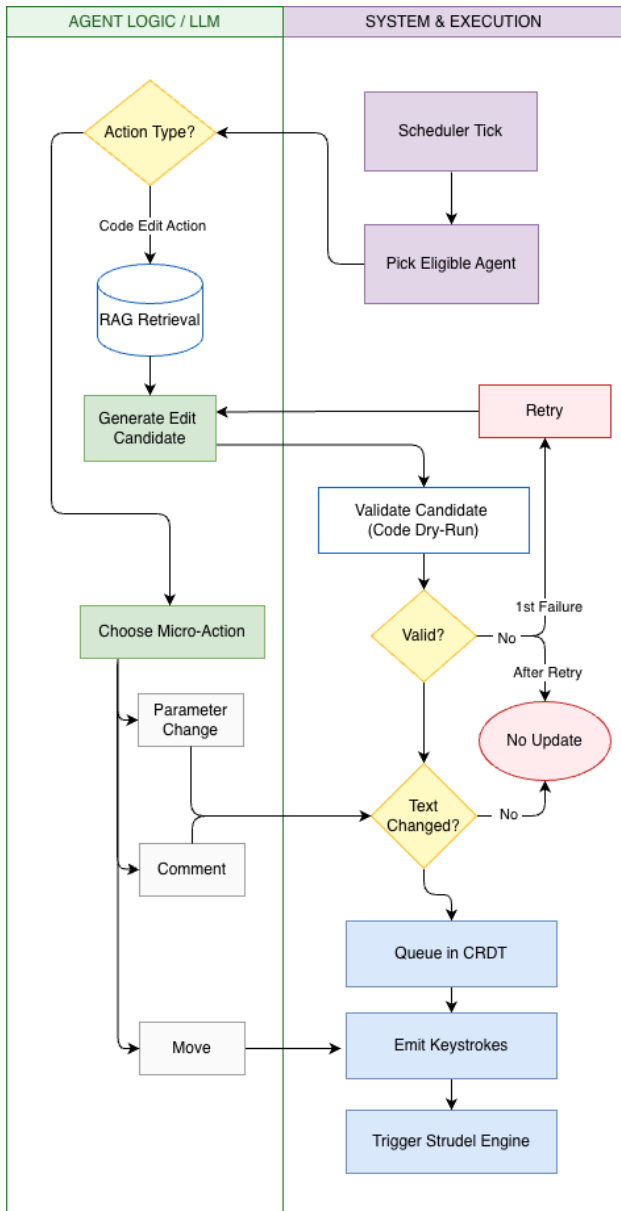 AGENT LOGIC / LLM
SYSTEM & EXECUTION
Action Type?
Scheduler Tick
Code Edit Action
Pick Eligible Agent
RAG Retrieval
Generate Edit
Candidate
Retry
Validate Candidate
(Code Dry-Run)
1st Failure
Choose Micro-Action
Valid?
No
After Retry
Parameter
Change
No Update
Text
Changed?
No
Comment
Queue in CRDT
Move
Emit Keystrokes
Trigger Strudel Engine